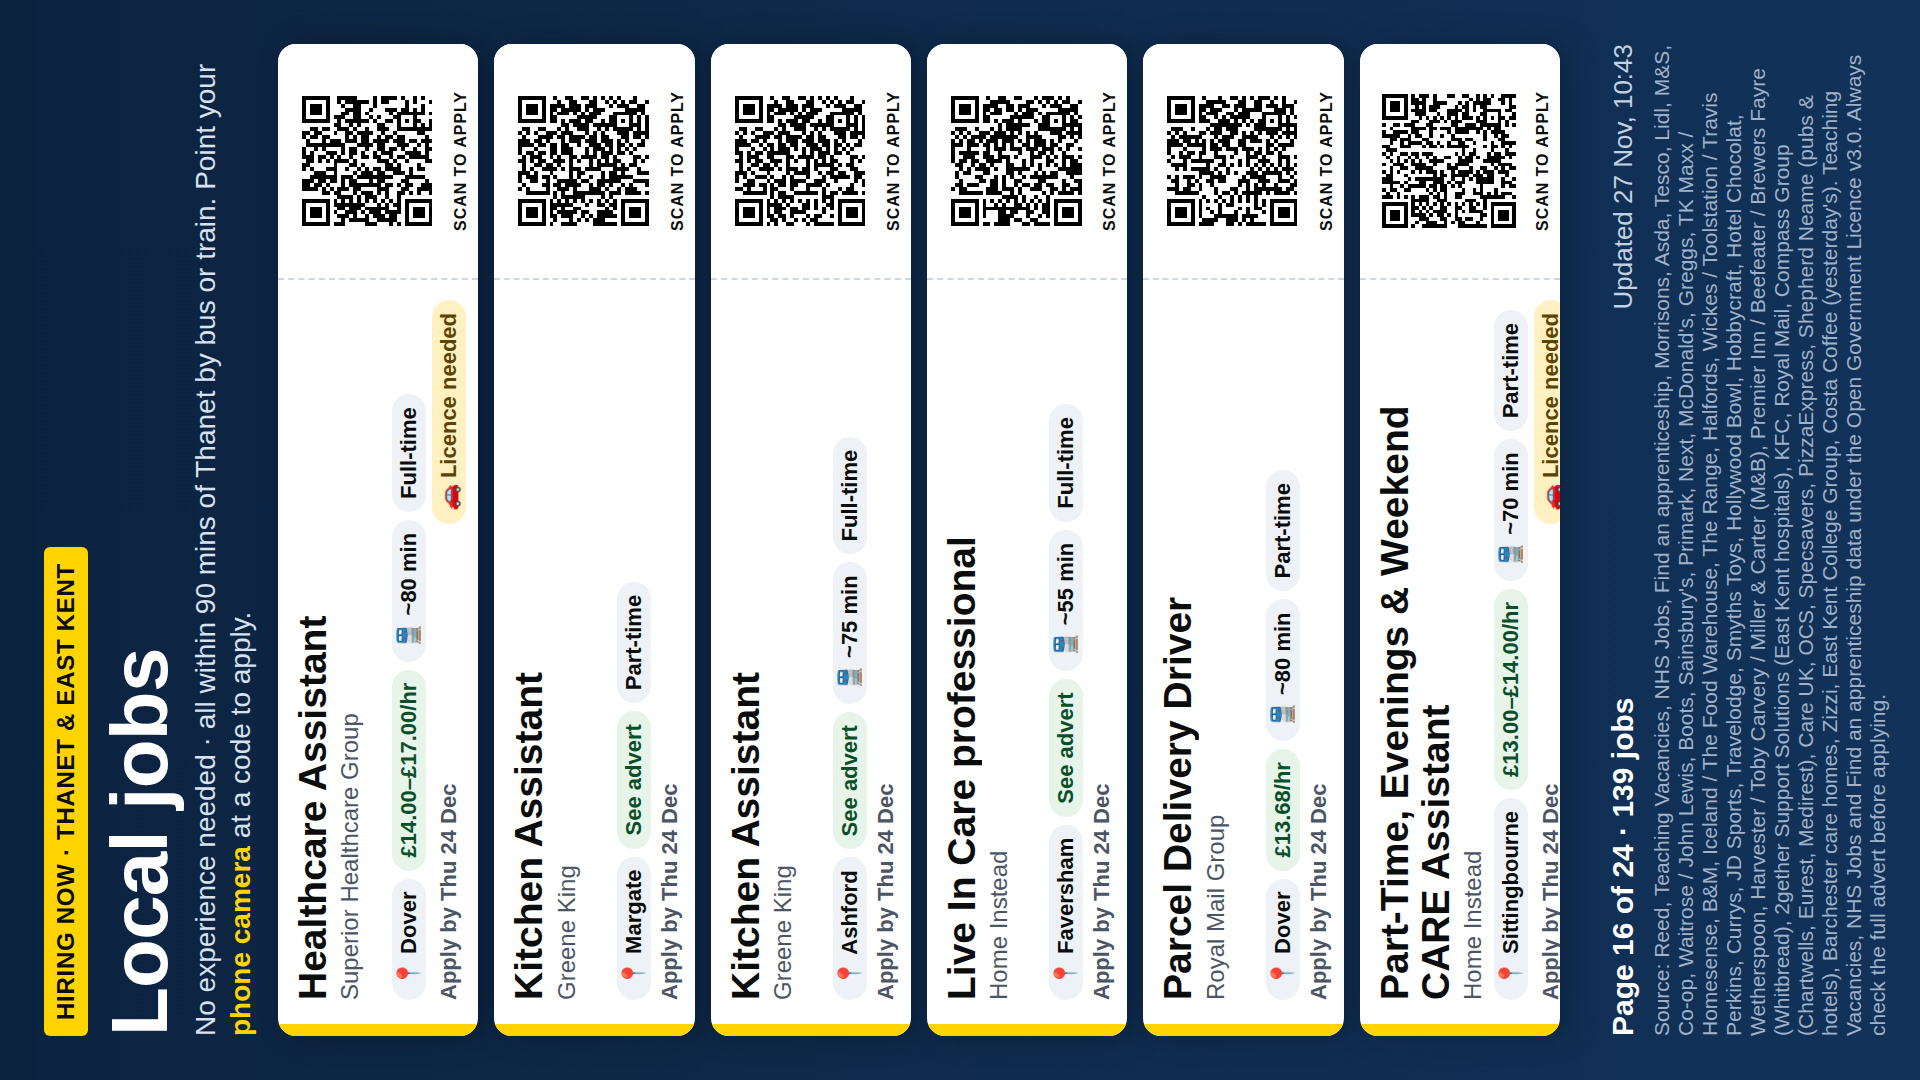 HIRING NOW · THANET & EAST KENT
Local jobs
No experience needed · all within 90 mins of Thanet by bus or train. Point your
phone camera at a code to apply.
Healthcare Assistant
Superior Healthcare Group
📍 Dover £14.00–£17.00/hr 🚆 ~80 min Full-time
🚗 Licence needed
Apply by Thu 24 Dec
SCAN TO APPLY
Kitchen Assistant
Greene King
📍 Margate See advert Part-time
Apply by Thu 24 Dec
SCAN TO APPLY
Kitchen Assistant
Greene King
📍 Ashford See advert 🚆 ~75 min Full-time
Apply by Thu 24 Dec
SCAN TO APPLY
Live In Care professional
Home Instead
📍 Faversham See advert 🚆 ~55 min Full-time
Apply by Thu 24 Dec
SCAN TO APPLY
Parcel Delivery Driver
Royal Mail Group
📍 Dover £13.68/hr 🚆 ~80 min Part-time
Apply by Thu 24 Dec
SCAN TO APPLY
Part-Time, Evenings & Weekend
CARE Assistant
Home Instead
📍 Sittingbourne £13.00–£14.00/hr 🚆 ~70 min Part-time
🚗 Licence needed
Apply by Thu 24 Dec
SCAN TO APPLY
Page 16 of 24 · 139 jobs
Updated 27 Nov, 10:43
Source: Reed, Teaching Vacancies, NHS Jobs, Find an apprenticeship, Morrisons, Asda, Tesco, Lidl, M&S,
Co-op, Waitrose / John Lewis, Boots, Sainsbury's, Primark, Next, McDonald's, Greggs, TK Maxx /
Homesense, B&M, Iceland / The Food Warehouse, The Range, Halfords, Wickes / Toolstation / Travis
Perkins, Currys, JD Sports, Travelodge, Smyths Toys, Hollywood Bowl, Hobbycraft, Hotel Chocolat,
Wetherspoon, Harvester / Toby Carvery / Miller & Carter (M&B), Premier Inn / Beefeater / Brewers Fayre
(Whitbread), 2gether Support Solutions (East Kent hospitals), KFC, Royal Mail, Compass Group
(Chartwells, Eurest, Medirest), Care UK, OCS, Specsavers, PizzaExpress, Shepherd Neame (pubs &
hotels), Barchester care homes, Zizzi, East Kent College Group, Costa Coffee (yesterday's). Teaching
Vacancies, NHS Jobs and Find an apprenticeship data under the Open Government Licence v3.0. Always
check the full advert before applying.